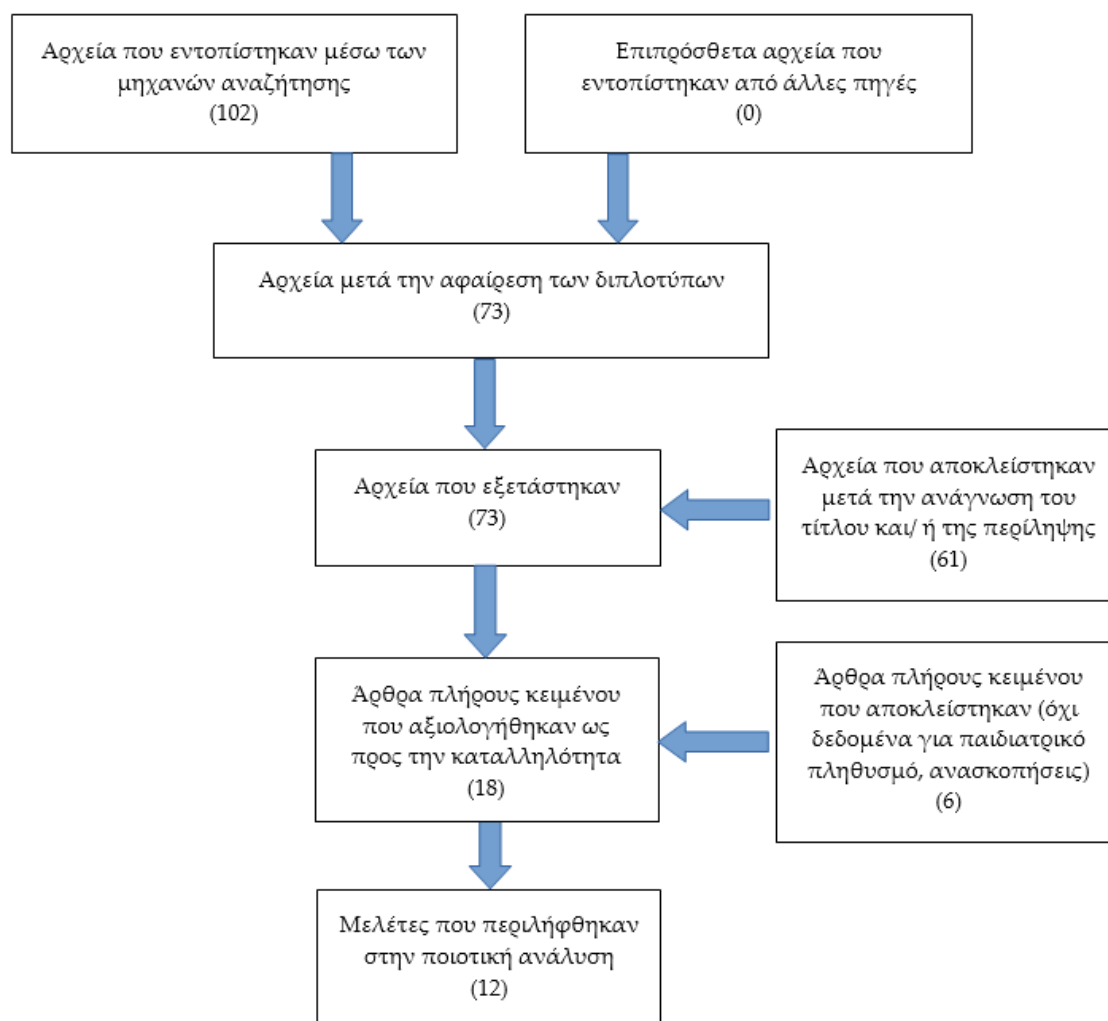 Αρχεία που εντοπίστηκαν μέσω των
μηχανών αναζήτησης
(102)
Επιπρόσθετα αρχεία που
εντοπίστηκαν από άλλες πηγές
(0)
Αρχεία μετά την αφαίρεση των διπλοτύπων
(73)
Αρχεία που εξετάστηκαν
(73)
Αρχεία που αποκλείστηκαν
μετά την ανάγνωση του
τίτλου και/ ή της περίληψης
(61)
Άρθρα πλήρους κειμένου
που αξιολογήθηκαν ως
προς την καταλληλότητα
(18)
Άρθρα πλήρους κειμένου
που αποκλείστηκαν (όχι
δεδομένα για παιδιατρικό
πληθυσμό, ανασκοπήσεις)
(6)
Μελέτες που περιλήφθηκαν
στην ποιοτική ανάλυση
(12)